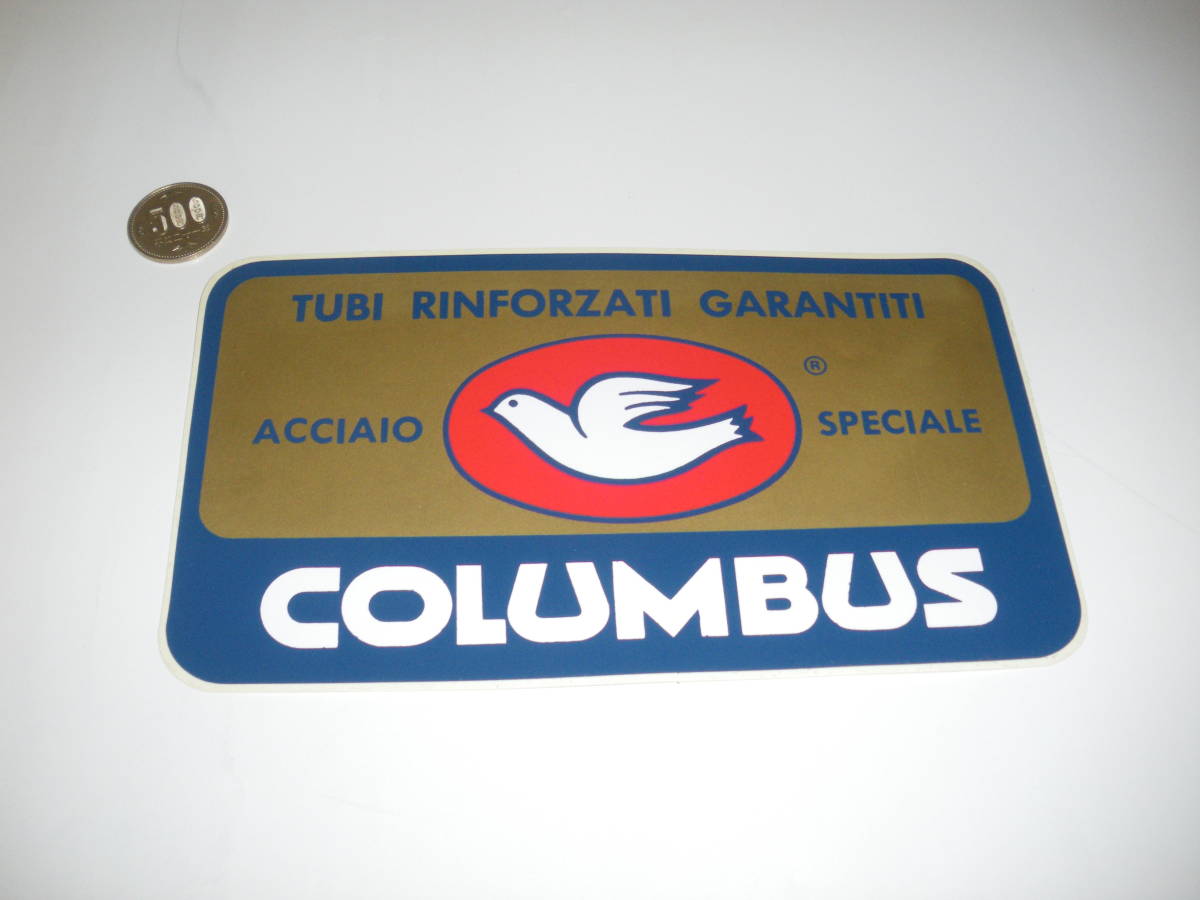 500
TUBI RINFORZATI GARANTITI
®
ACCIAIO SPECIALE
COLUMBUS